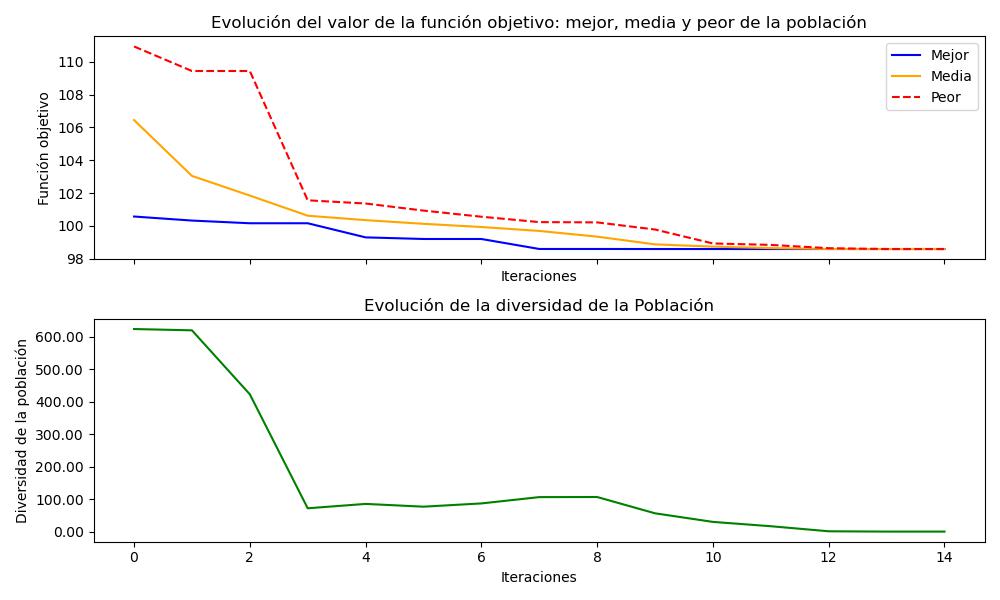 Evolución del valor de la función objetivo: mejor, media y peor de la población
Función objetivo
110
108
106
104
102
100
98
Mejor
Media
Peor
Iteraciones
Evolución de la diversidad de la Población
Diversidad de la población
600.00
500.00
400.00
300.00
200.00
100.00
0.00
0 2 4 6 8 10 12 14
Iteraciones